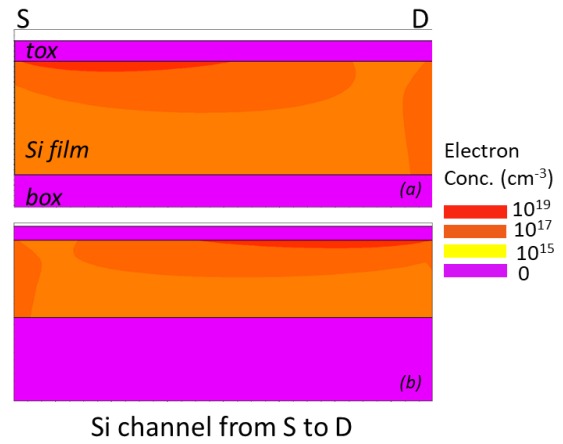 S D
tox
Si film
box
(a)
Electron
Conc. (cm⁻³)
10¹⁹
10¹⁷
10¹⁵
0
(b)
Si channel from S to D